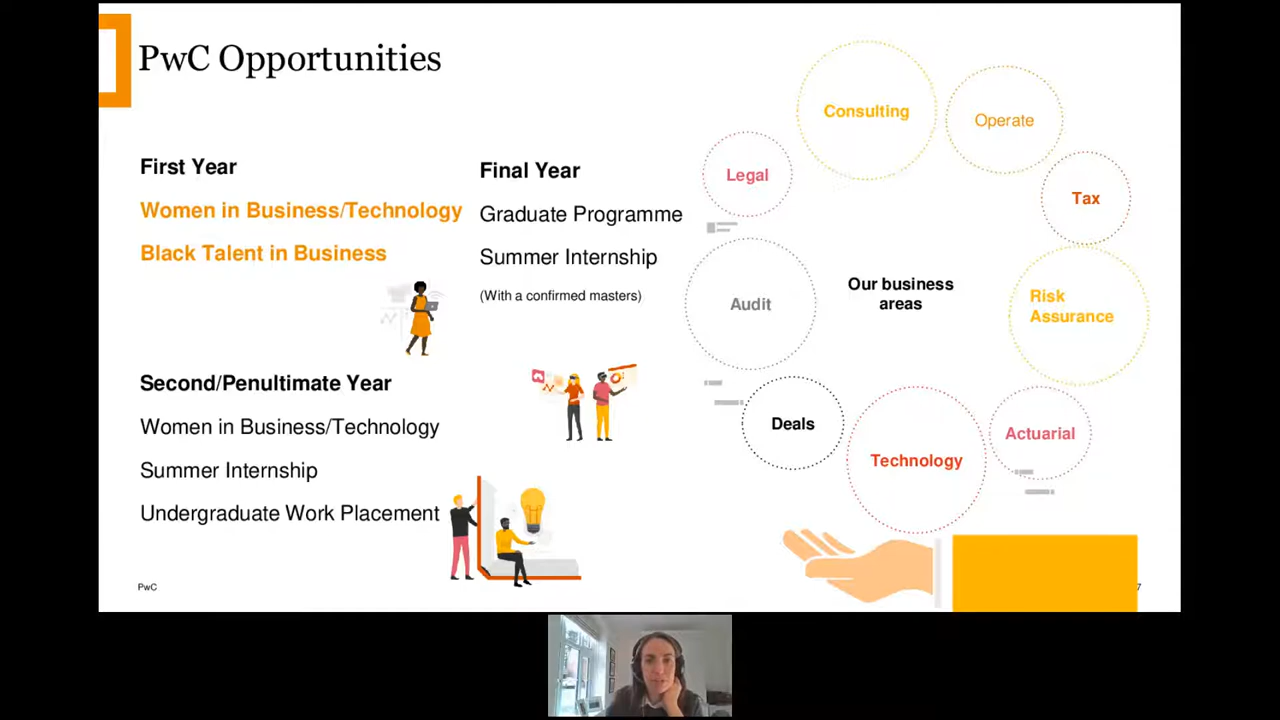 PwC Opportunities
First Year
Women in Business/Technology
Black Talent in Business
Second/Penultimate Year
Women in Business/Technology
Summer Internship
Undergraduate Work Placement
Final Year
Graduate Programme
Summer Internship
(With a confirmed masters)
Consulting
Operate
Legal
Tax
Audit
Our business
areas
Risk
Assurance
Deals
Technology
Actuarial
PwC
7